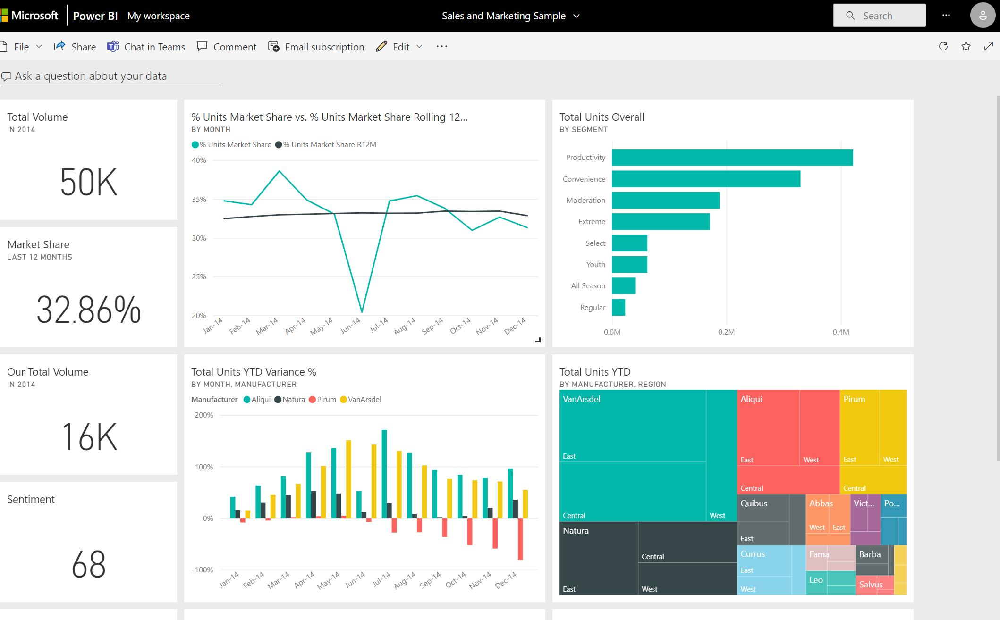 Microsoft Power BI My workspace Sales and Marketing Sample Search ...
File Share Chat in Teams Comment Email subscription Edit ...
Ask a question about your data
Total Volume
IN 2014
50K
Market Share
LAST 12 MONTHS
32.86%
Our Total Volume
IN 2014
16K
Sentiment
68
% Units Market Share vs. % Units Market Share Rolling 12...
BY MONTH
% Units Market Share % Units Market Share R12M
40%
35%
30%
25%
20%
Jan-14 Feb-14 Mar-14 Apr-14 May-14 Jun-14 Jul-14 Aug-14 Sep-14 Oct-14 Nov-14 Dec-14
Total Units Overall
BY SEGMENT
Productivity
Convenience
Moderation
Extreme
Select
Youth
All Season
Regular
0.0M 0.2M 0.4M
Total Units YTD Variance %
BY MONTH, MANUFACTURER
Manufacturer Aliqui Natura Pirum VanArsdel
200%
100%
0%
-100%
Jan-14 Feb-14 Mar-14 Apr-14 May-14 Jun-14 Jul-14 Aug-14 Sep-14 Oct-14 Nov-14 Dec-14
Total Units YTD
BY MANUFACTURER, REGION
VanArsdel
East
Central West
Natura
East
Central
West
Aliqui
East West
Central
Pirum
East West
Central
Quibus
East
Abbas
West East
Vict...
Po...
Currus
East
West
Fama
Barba
Leo
Salvus